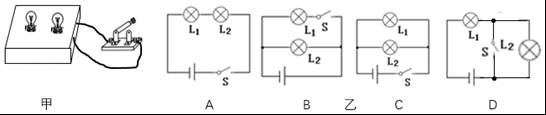 L₁ L₂
S
L₁ S
L₂
L₁
L₂
S
L₁
S L₂
甲 A B 乙 C D